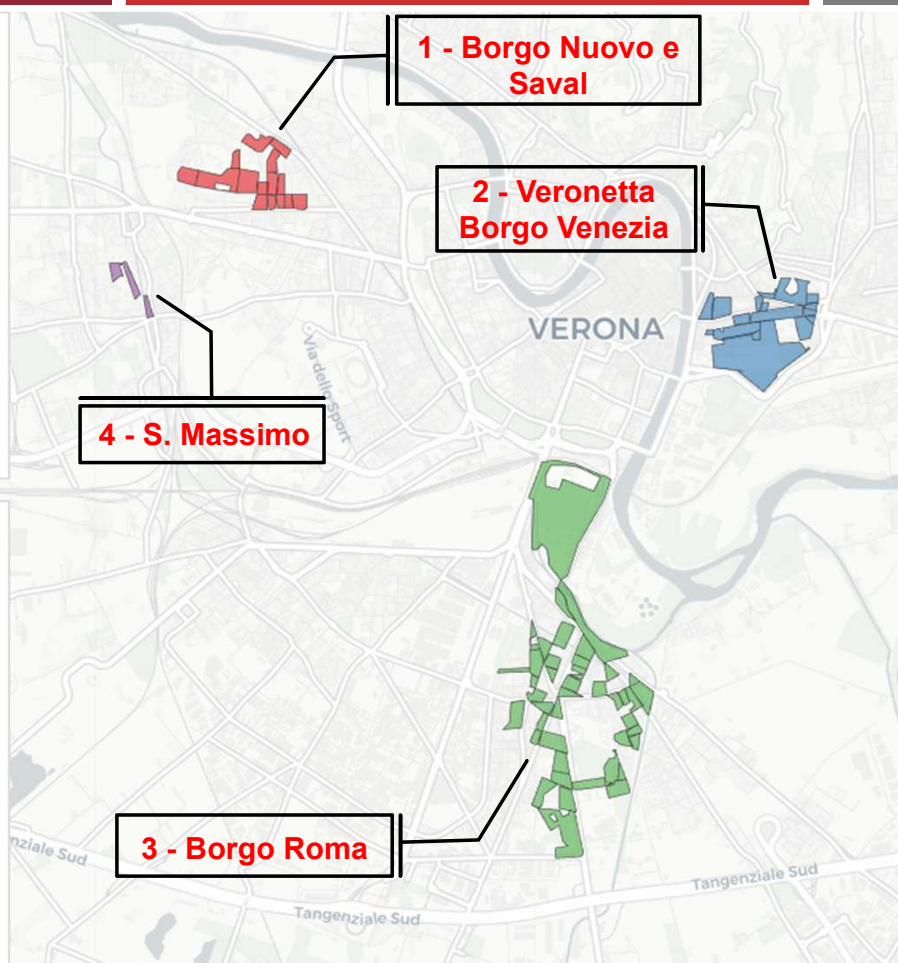 1 - Borgo Nuovo e
Saval
2 - Veronetta
Borgo Venezia
VERONA
Via dello Sport
4 - S. Massimo
3 - Borgo Roma
nziale Sud
Tangenziale Sud
Tangenziale Sud